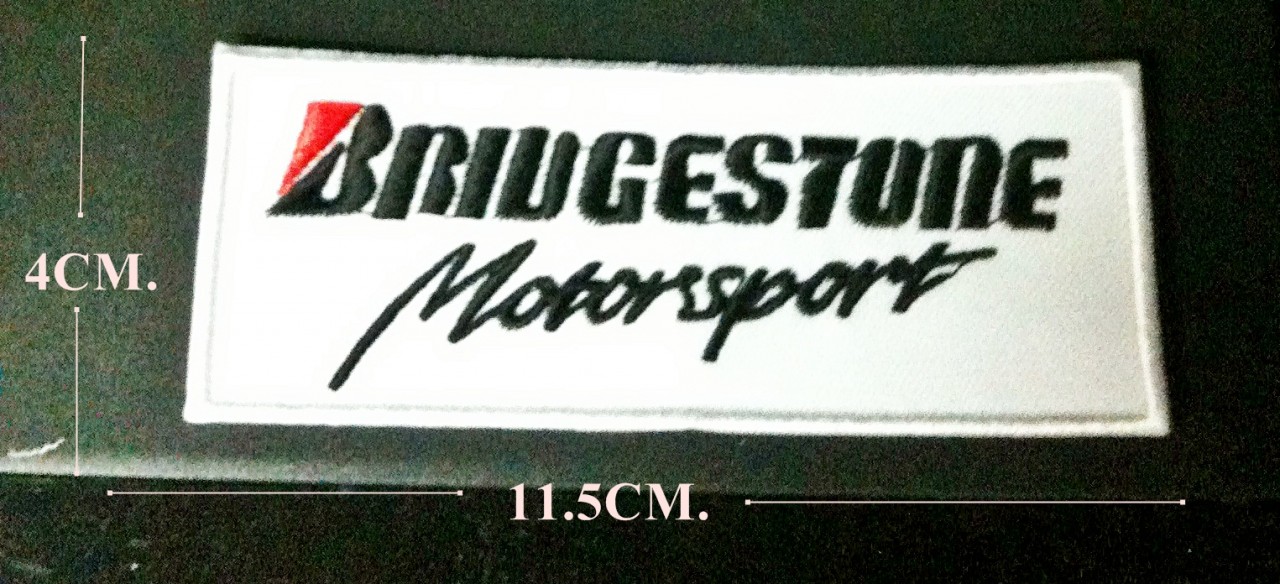 BRIDGESTONE
Motorsport
4CM.
11.5CM.